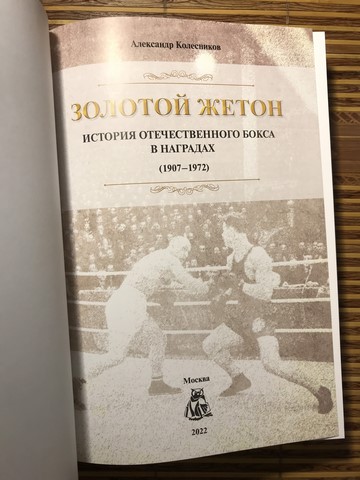 Александр Колесников
ЗОЛОТОЙ ЖЕТОН
ИСТОРИЯ ОТЕЧЕСТВЕННОГО БОКСА
В НАГРАДАХ
(1907–1972)
Москва
2022